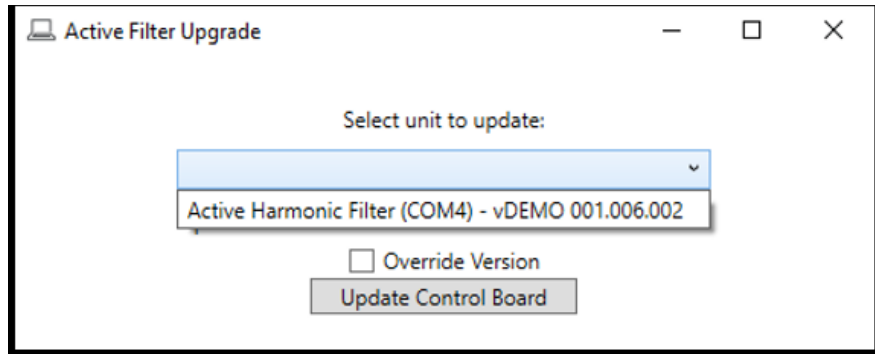 Active Filter Upgrade
Select unit to update:
Active Harmonic Filter (COM4) - vDEMO 001.006.002
Override Version
Update Control Board